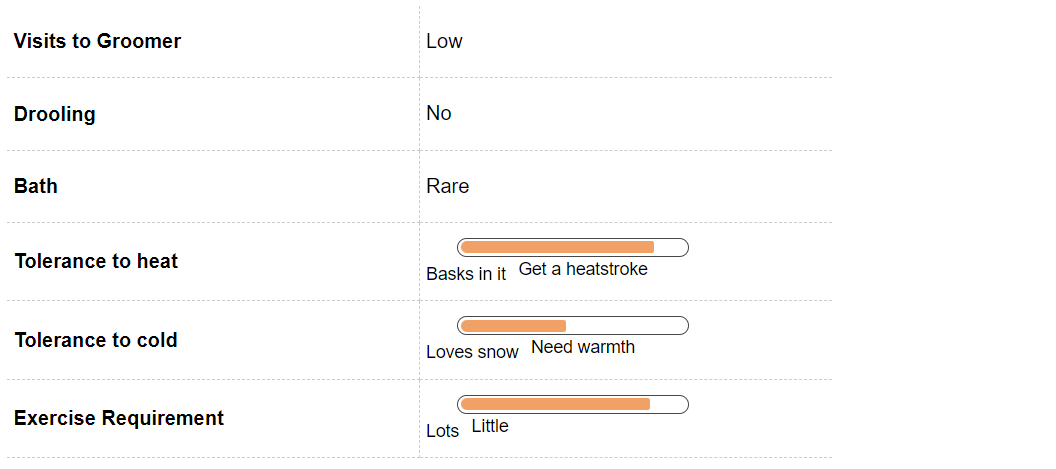 Visits to Groomer Low
Drooling No
Bath Rare
Tolerance to heat
Basks in it Get a heatstroke
Tolerance to cold
Loves snow Need warmth
Exercise Requirement
Lots Little